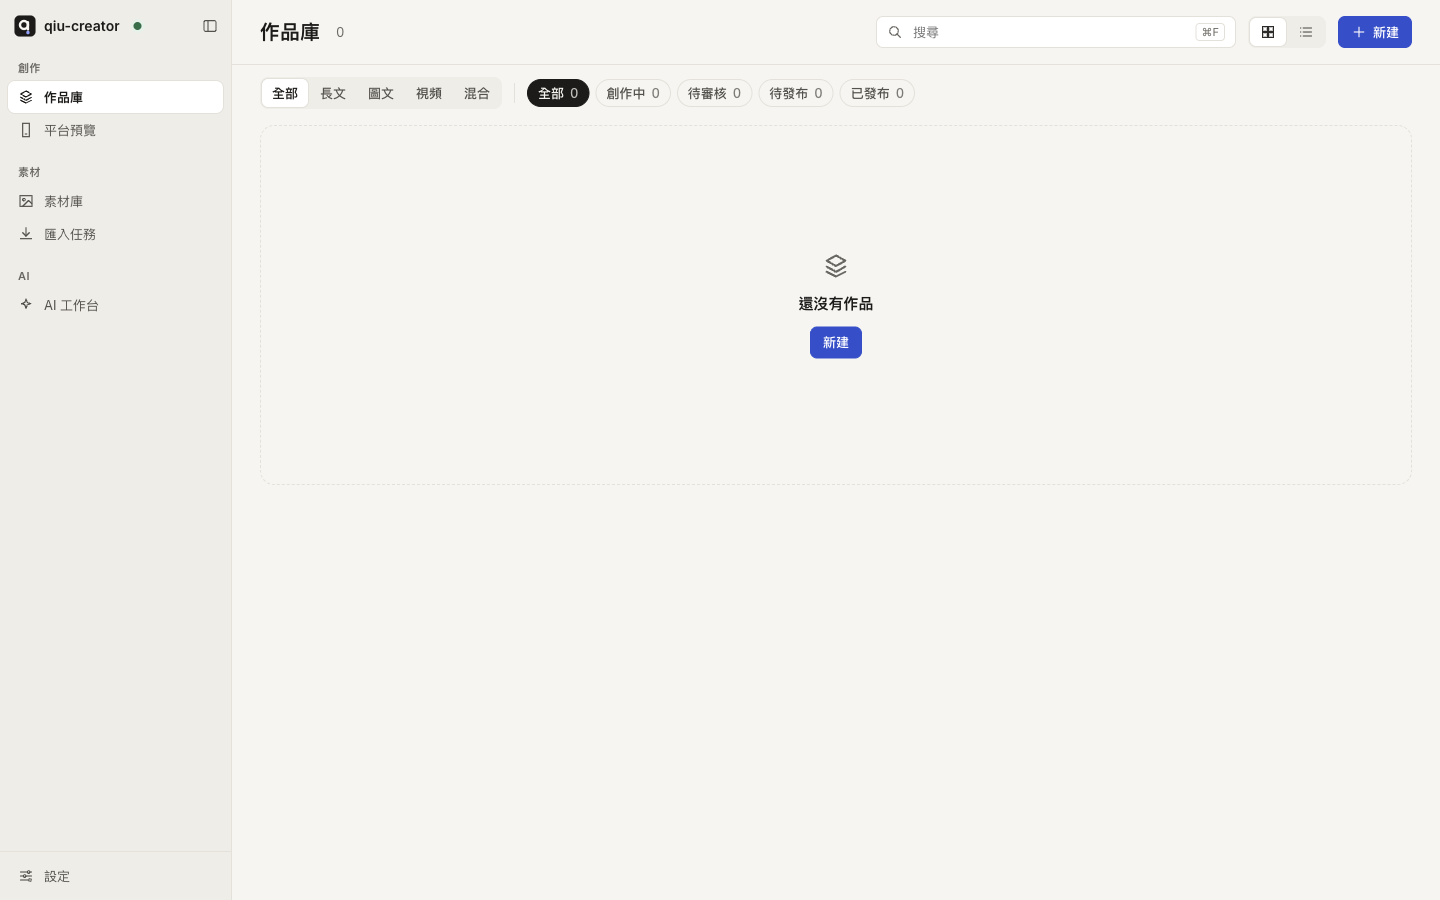 qiu-creator
創作
作品庫
平台預覽
素材
素材庫
匯入任務
AI
AI 工作台
設定
作品庫 0
搜尋 ⌘F
新建
全部 長文 圖文 視頻 混合
全部 0 創作中 0 待審核 0 待發布 0 已發布 0
還沒有作品
新建